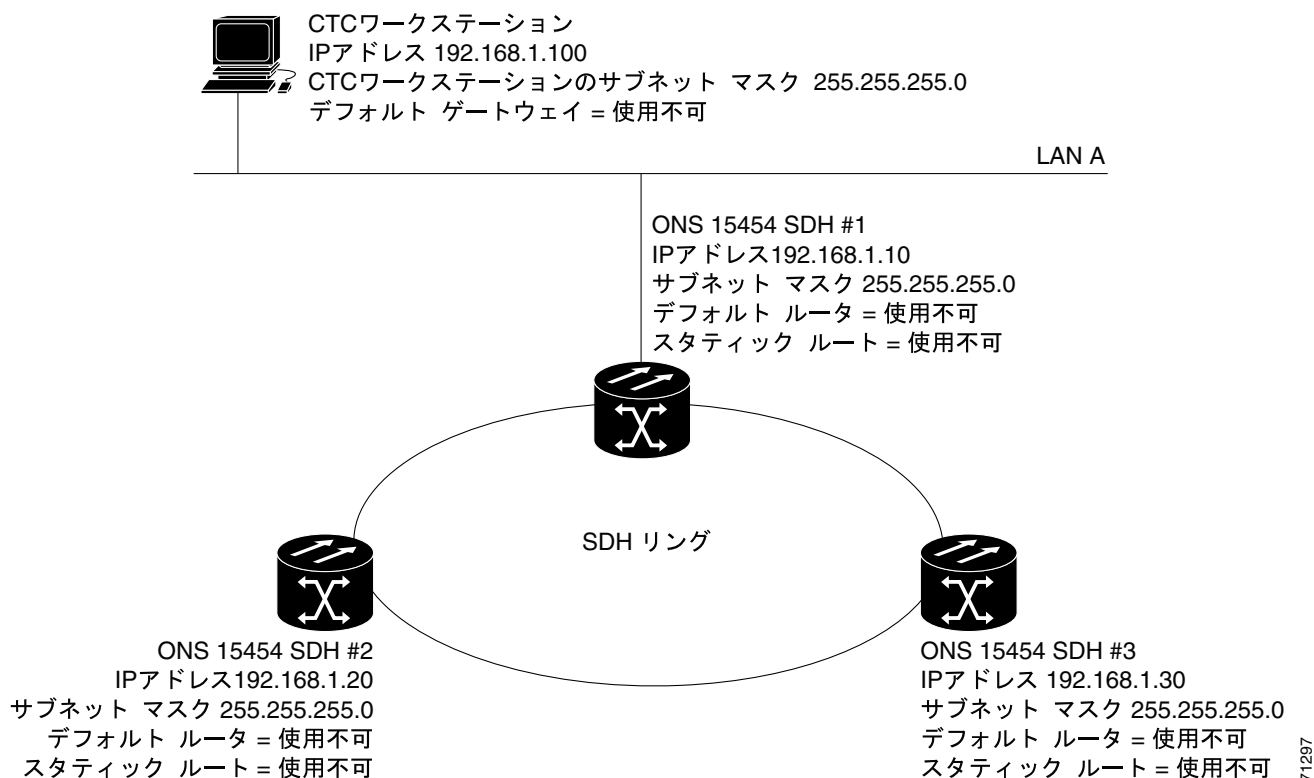 CTCワークステーション
IPアドレス 192.168.1.100
CTCワークステーションのサブネット マスク 255.255.255.0
デフォルト ゲートウェイ = 使用不可
LAN A
ONS 15454 SDH #1
IPアドレス192.168.1.10
サブネット マスク 255.255.255.0
デフォルト ルータ = 使用不可
スタティック ルート = 使用不可
SDH リング
ONS 15454 SDH #2
IPアドレス192.168.1.20
サブネット マスク 255.255.255.0
デフォルト ルータ = 使用不可
スタティック ルート = 使用不可
ONS 15454 SDH #3
IPアドレス 192.168.1.30
サブネット マスク 255.255.255.0
デフォルト ルータ = 使用不可
スタティック ルート = 使用不可
71297